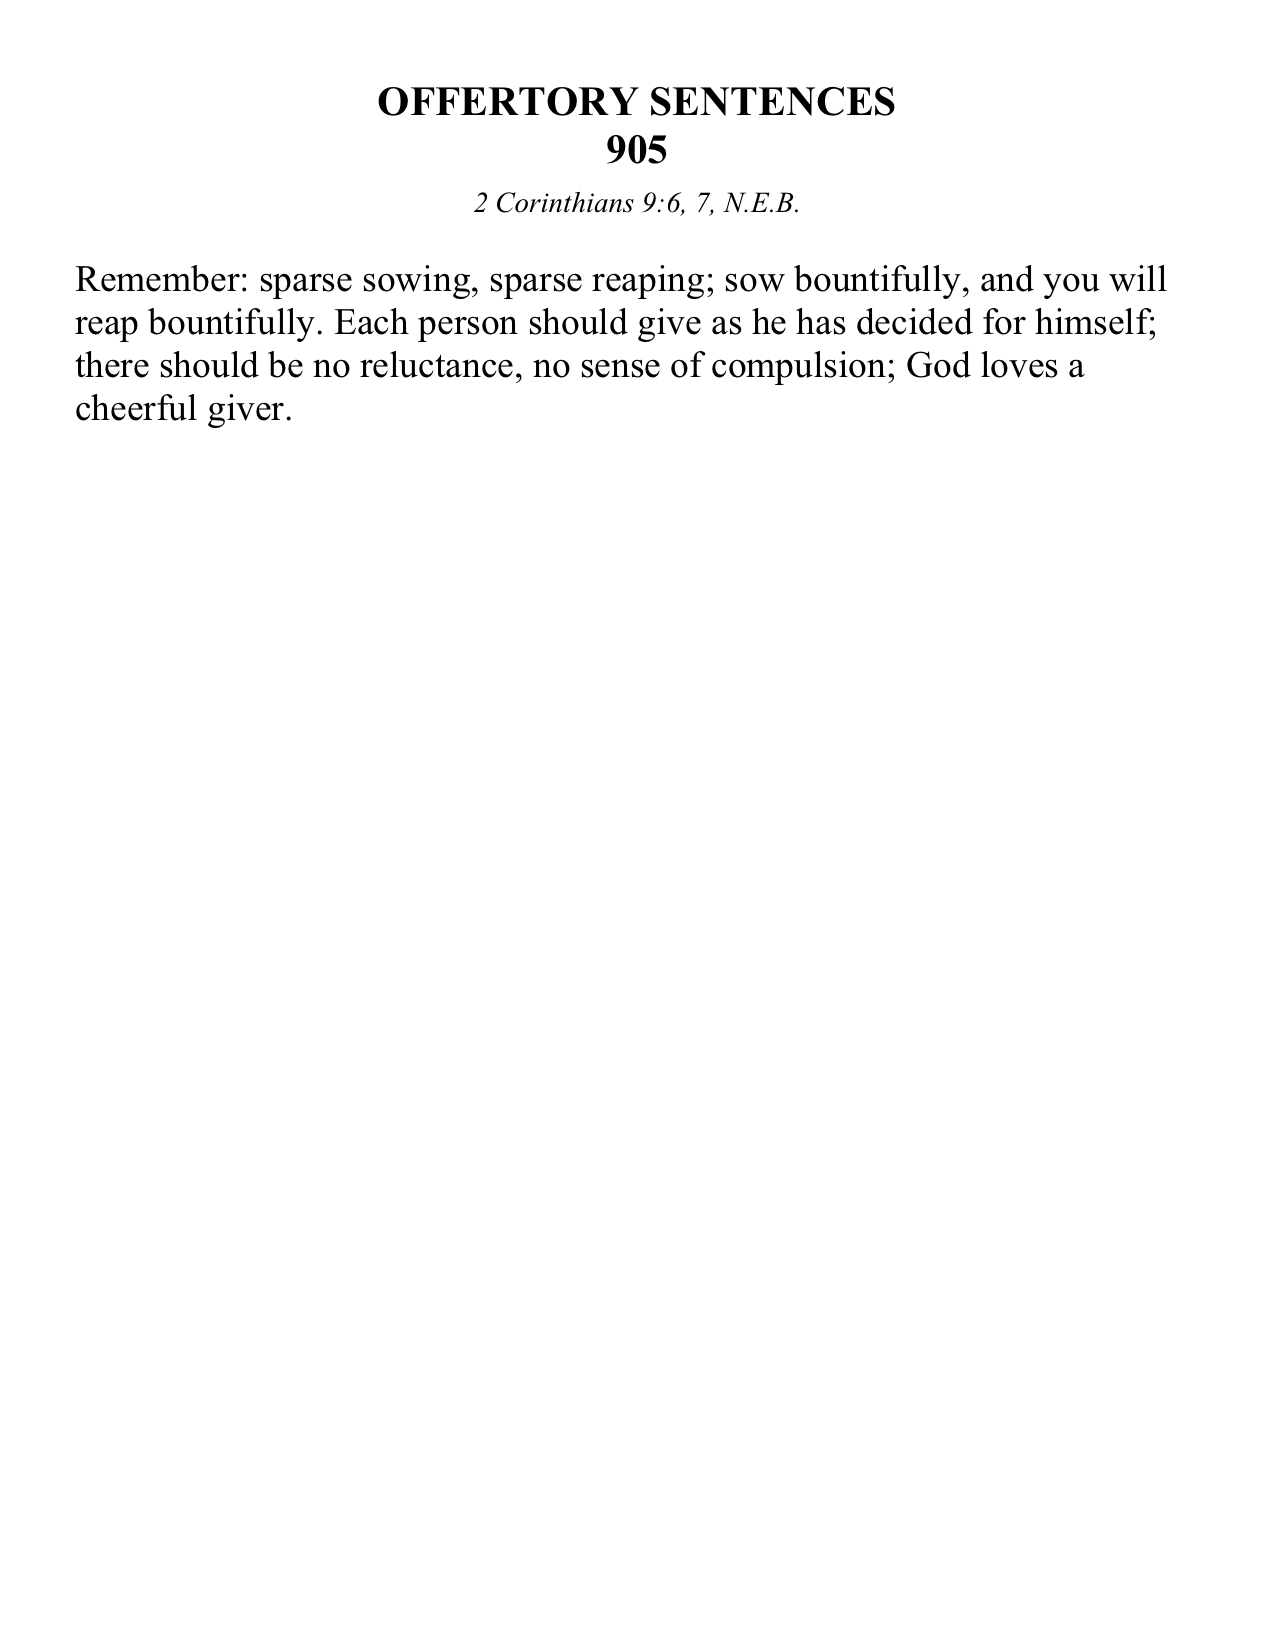 OFFERTORY SENTENCES
905
2 Corinthians 9:6, 7, N.E.B.
Remember: sparse sowing, sparse reaping; sow bountifully, and you will
reap bountifully. Each person should give as he has decided for himself;
there should be no reluctance, no sense of compulsion; God loves a
cheerful giver.